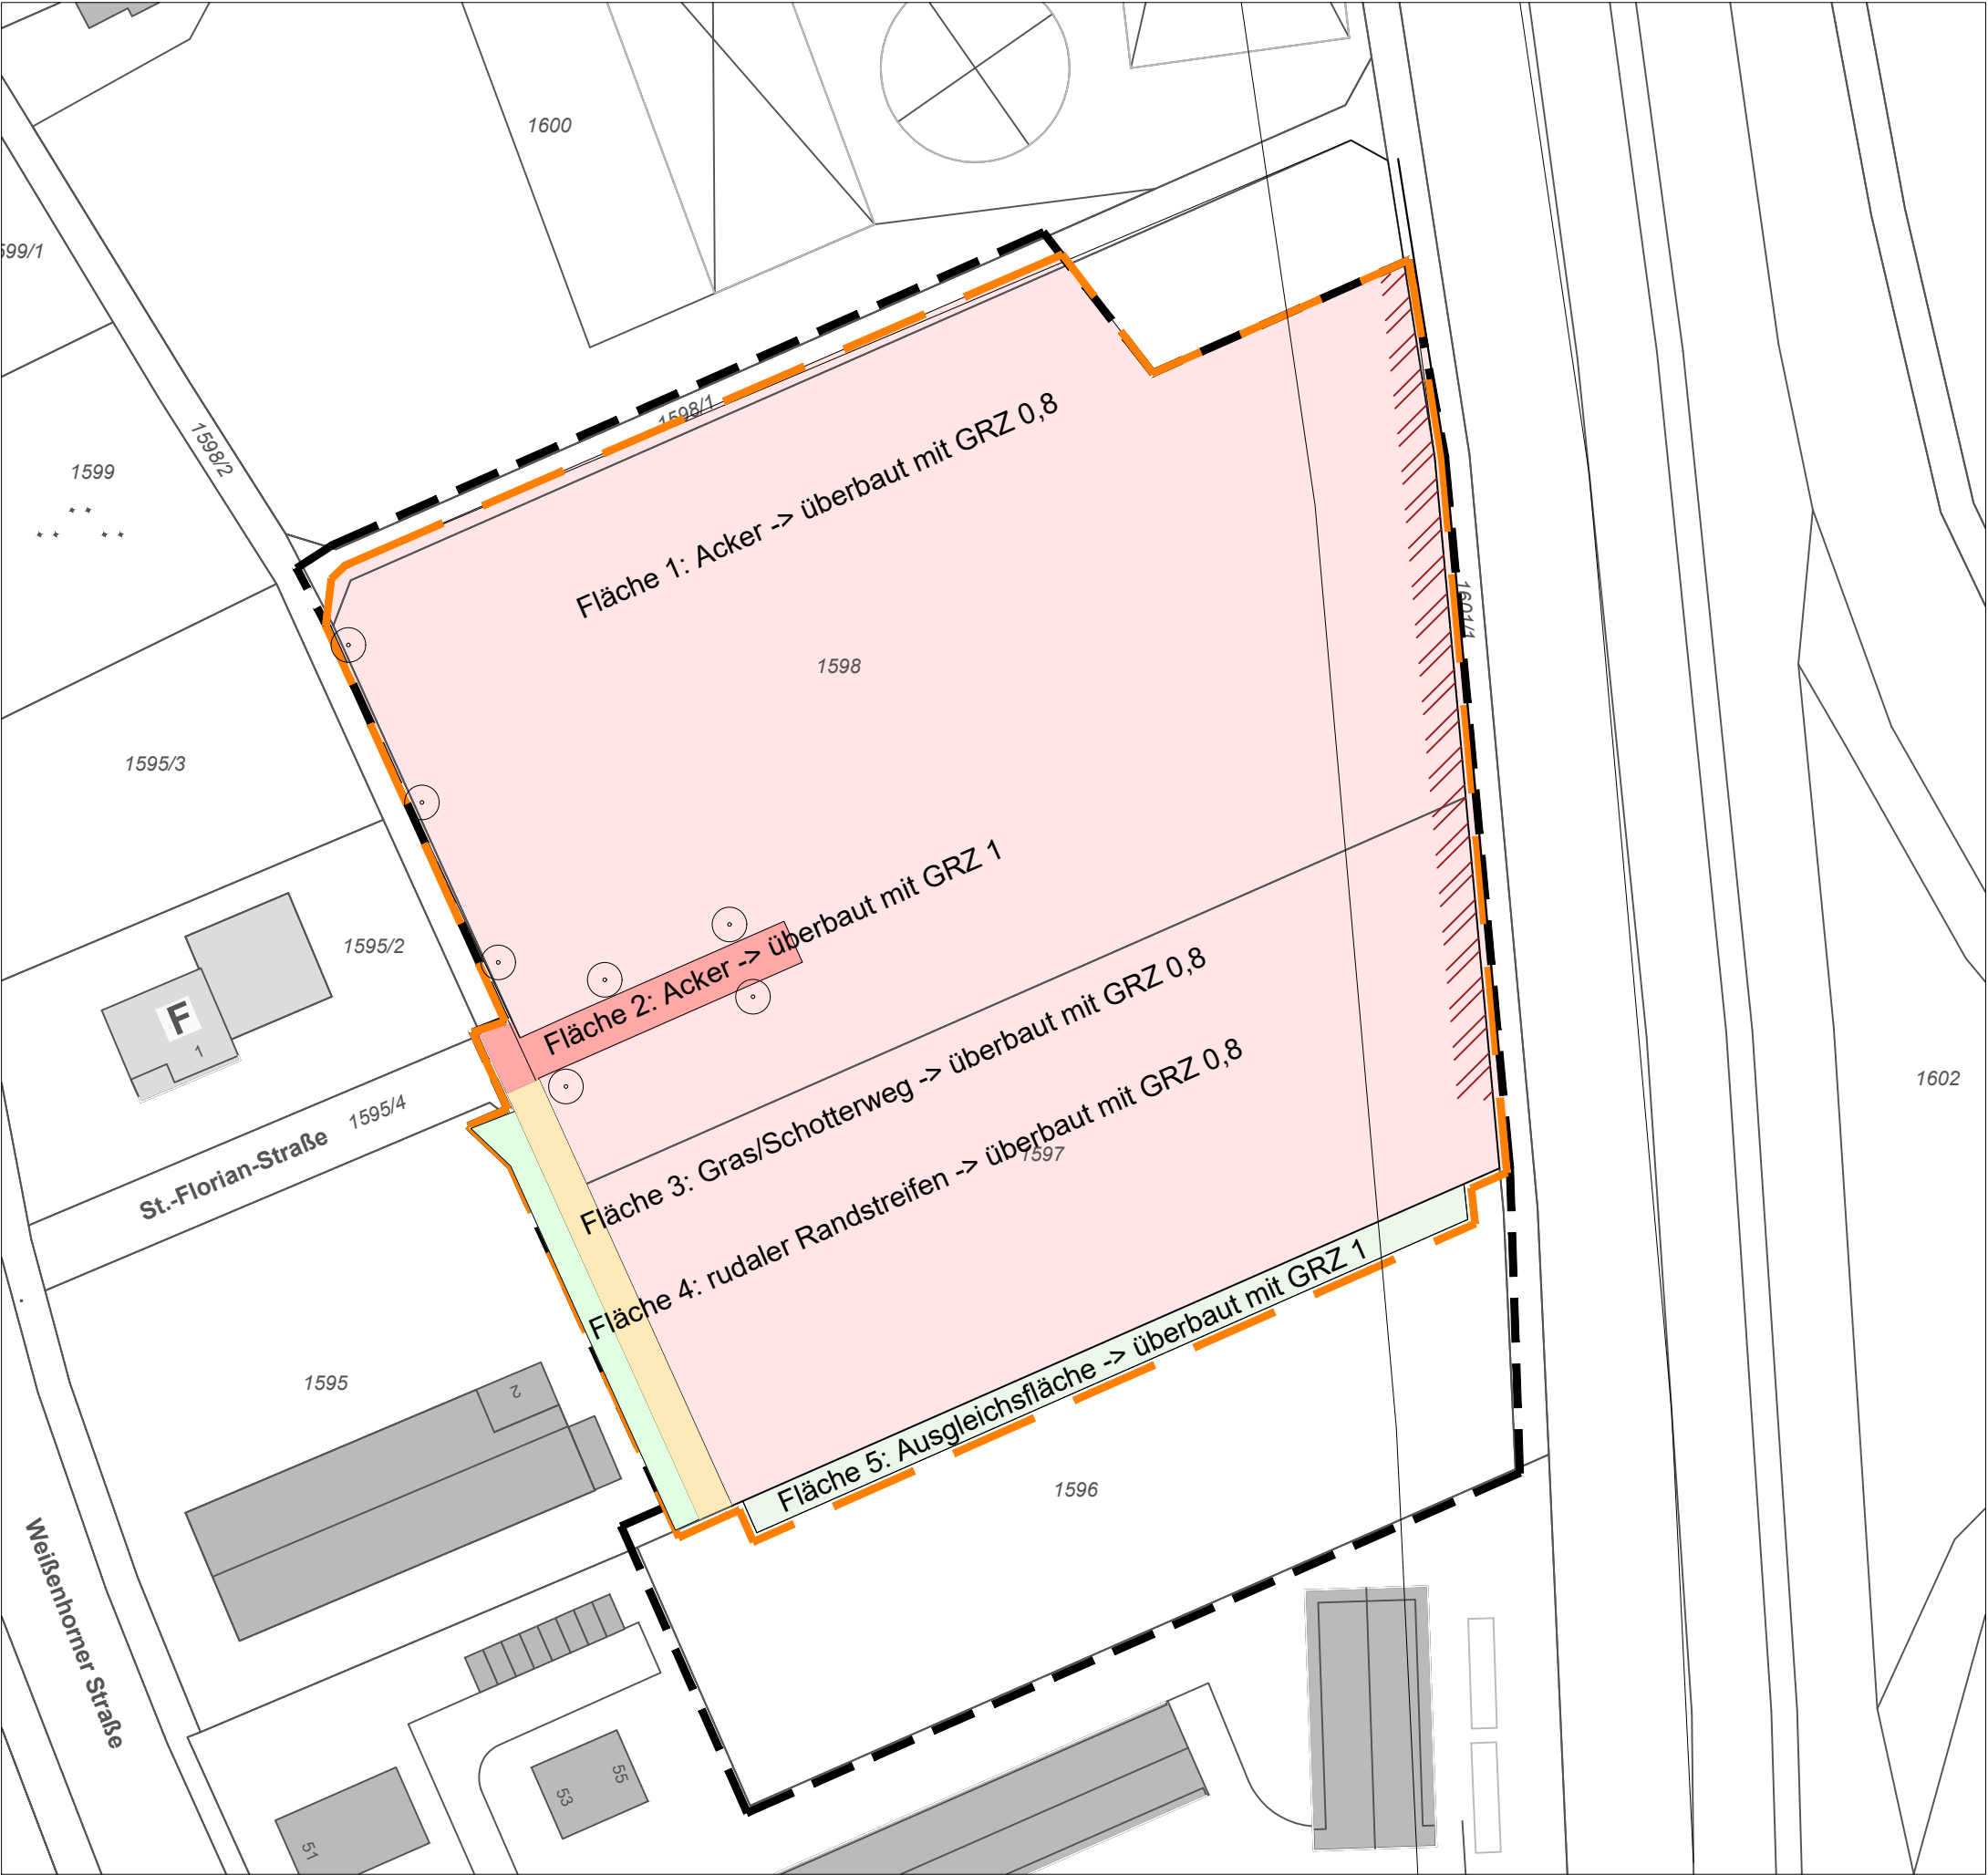 1600
599/1
1598/1
1598/2
1599
Fläche 1: Acker -> überbaut mit GRZ 0,8
1601/1
1598
1595/3
Fläche 2: Acker -> überbaut mit GRZ 1
1595/2
F
1
Fläche 3: Gras/Schotterweg -> überbaut mit GRZ 0,8
1602
1595/4
St.-Florian-Straße
1597
Fläche 4: rudaler Randstreifen -> überbaut mit GRZ 0,8
Fläche 5: Ausgleichsfläche -> überbaut mit GRZ 1
1595
2
1596
Weißenhorner Straße
53
55
51